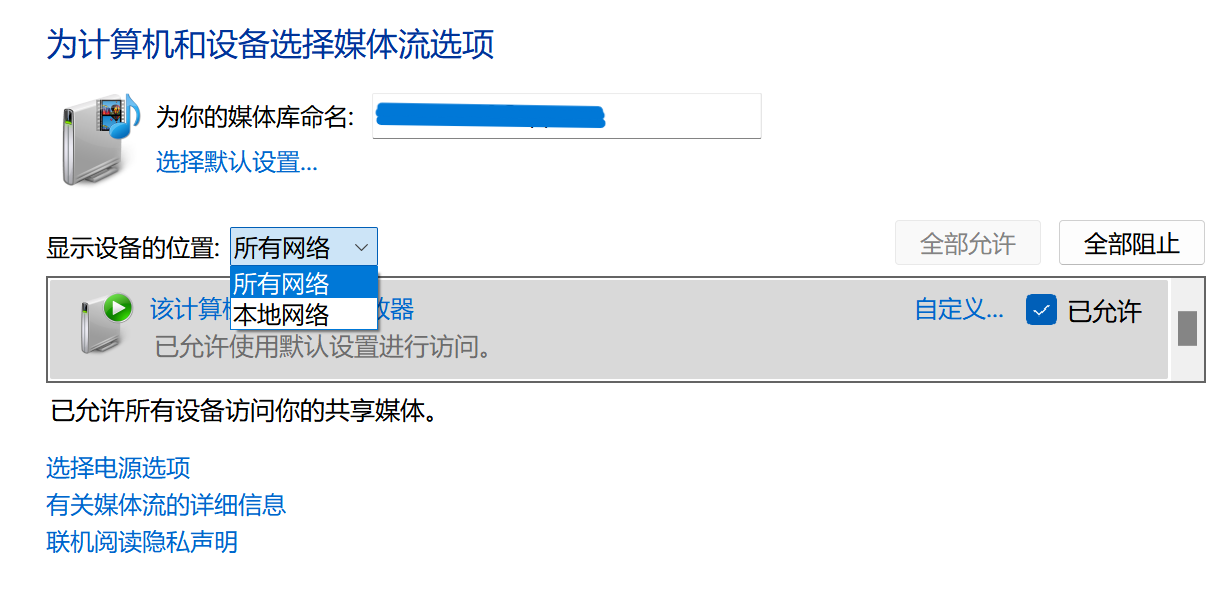 为计算机和设备选择媒体流选项
为你的媒体库命名:
选择默认设置...
显示设备的位置: 所有网络 全部允许 全部阻止
所有网络
本地网络
该计算 器 自定义... 已允许
已允许使用默认设置进行访问。
已允许所有设备访问你的共享媒体。
选择电源选项
有关媒体流的详细信息
联机阅读隐私声明